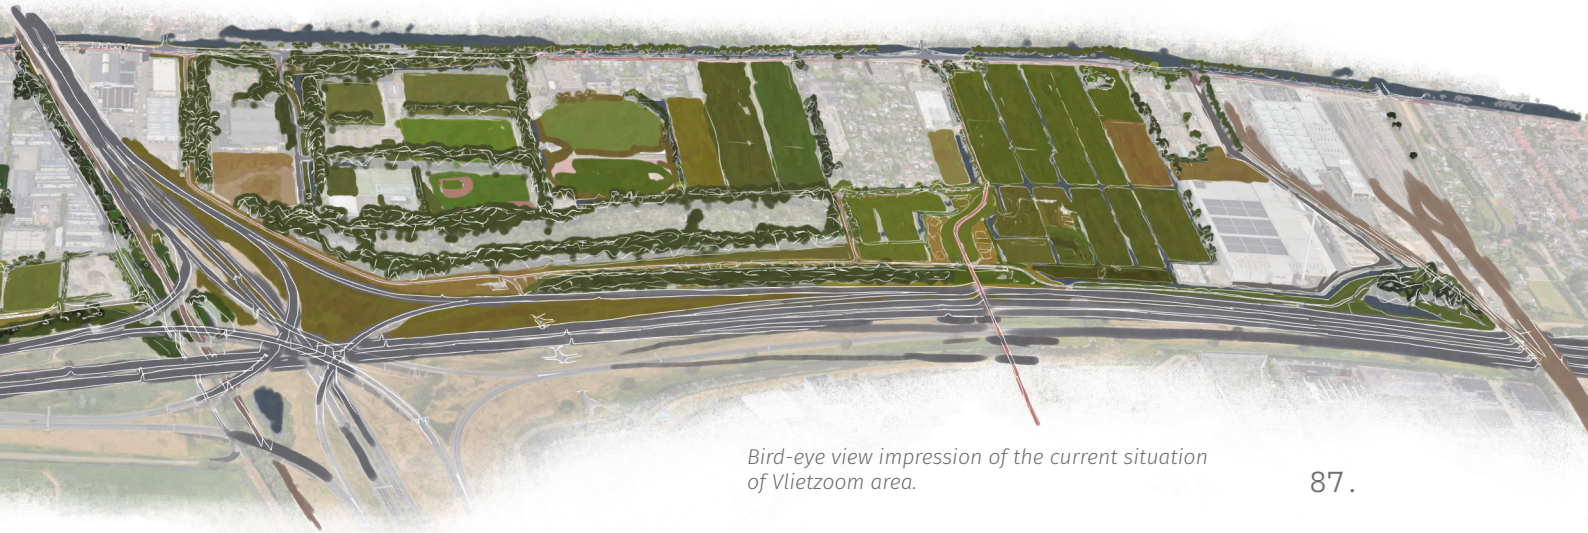 Bird-eye view impression of the current situation
of Vlietzoom area.
87.